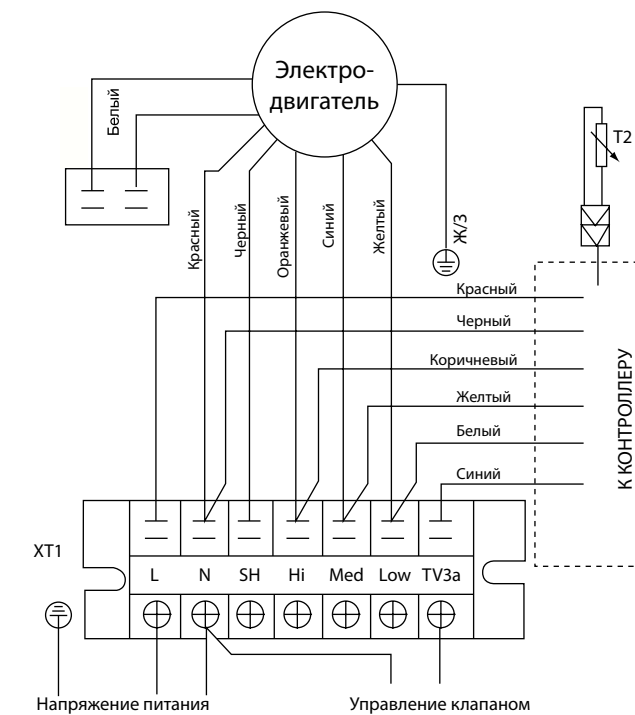 Электро-
двигатель
Белый
T2
Красный
Черный
Оранжевый
Синий
Желтый
Ж/З
Красный
Черный
Коричневый
Желтый
Белый
Синий
К КОНТРОЛЛЕРУ
XT1
L N SH Hi Med Low TV3a
Напряжение питания
Управление клапаном